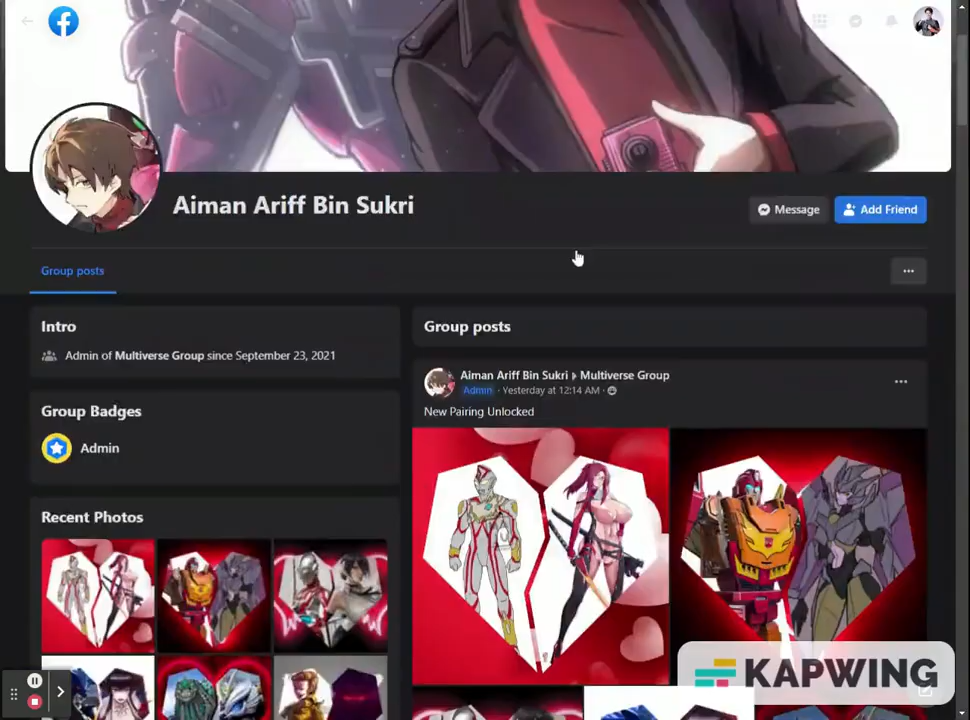 Aiman Ariff Bin Sukri
Message
Add Friend
Group posts
Intro
Admin of Multiverse Group since September 23, 2021
Group Badges
Admin
Recent Photos
Group posts
Aiman Ariff Bin Sukri ▸ Multiverse Group
Admin · Yesterday at 12:14 AM ·
New Pairing Unlocked
KAPWING